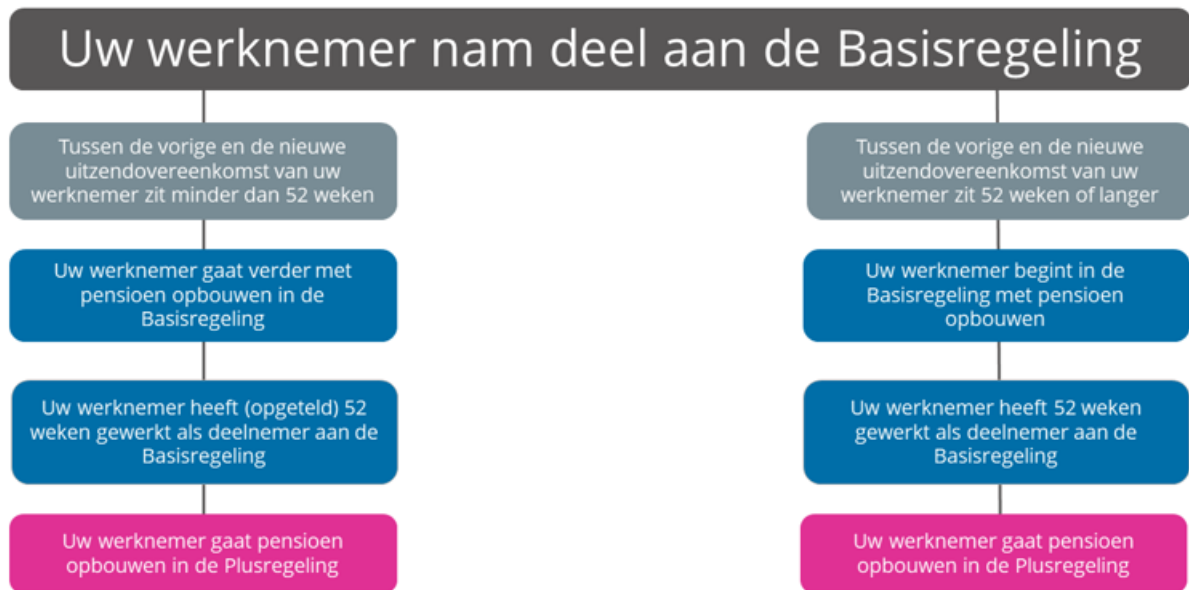 Uw werknemer nam deel aan de Basisregeling
Tussen de vorige en de nieuwe
uitzendovereenkomst van uw
werknemer zit minder dan 52 weken
Uw werknemer gaat verder met
pensioen opbouwen in de
Basisregeling
Uw werknemer heeft (opgeteld) 52
weken gewerkt als deelnemer aan de
Basisregeling
Uw werknemer gaat pensioen
opbouwen in de Plusregeling
Tussen de vorige en de nieuwe
uitzendovereenkomst van uw
werknemer zit 52 weken of langer
Uw werknemer begint in de
Basisregeling met pensioen
opbouwen
Uw werknemer heeft 52 weken
gewerkt als deelnemer aan de
Basisregeling
Uw werknemer gaat pensioen
opbouwen in de Plusregeling